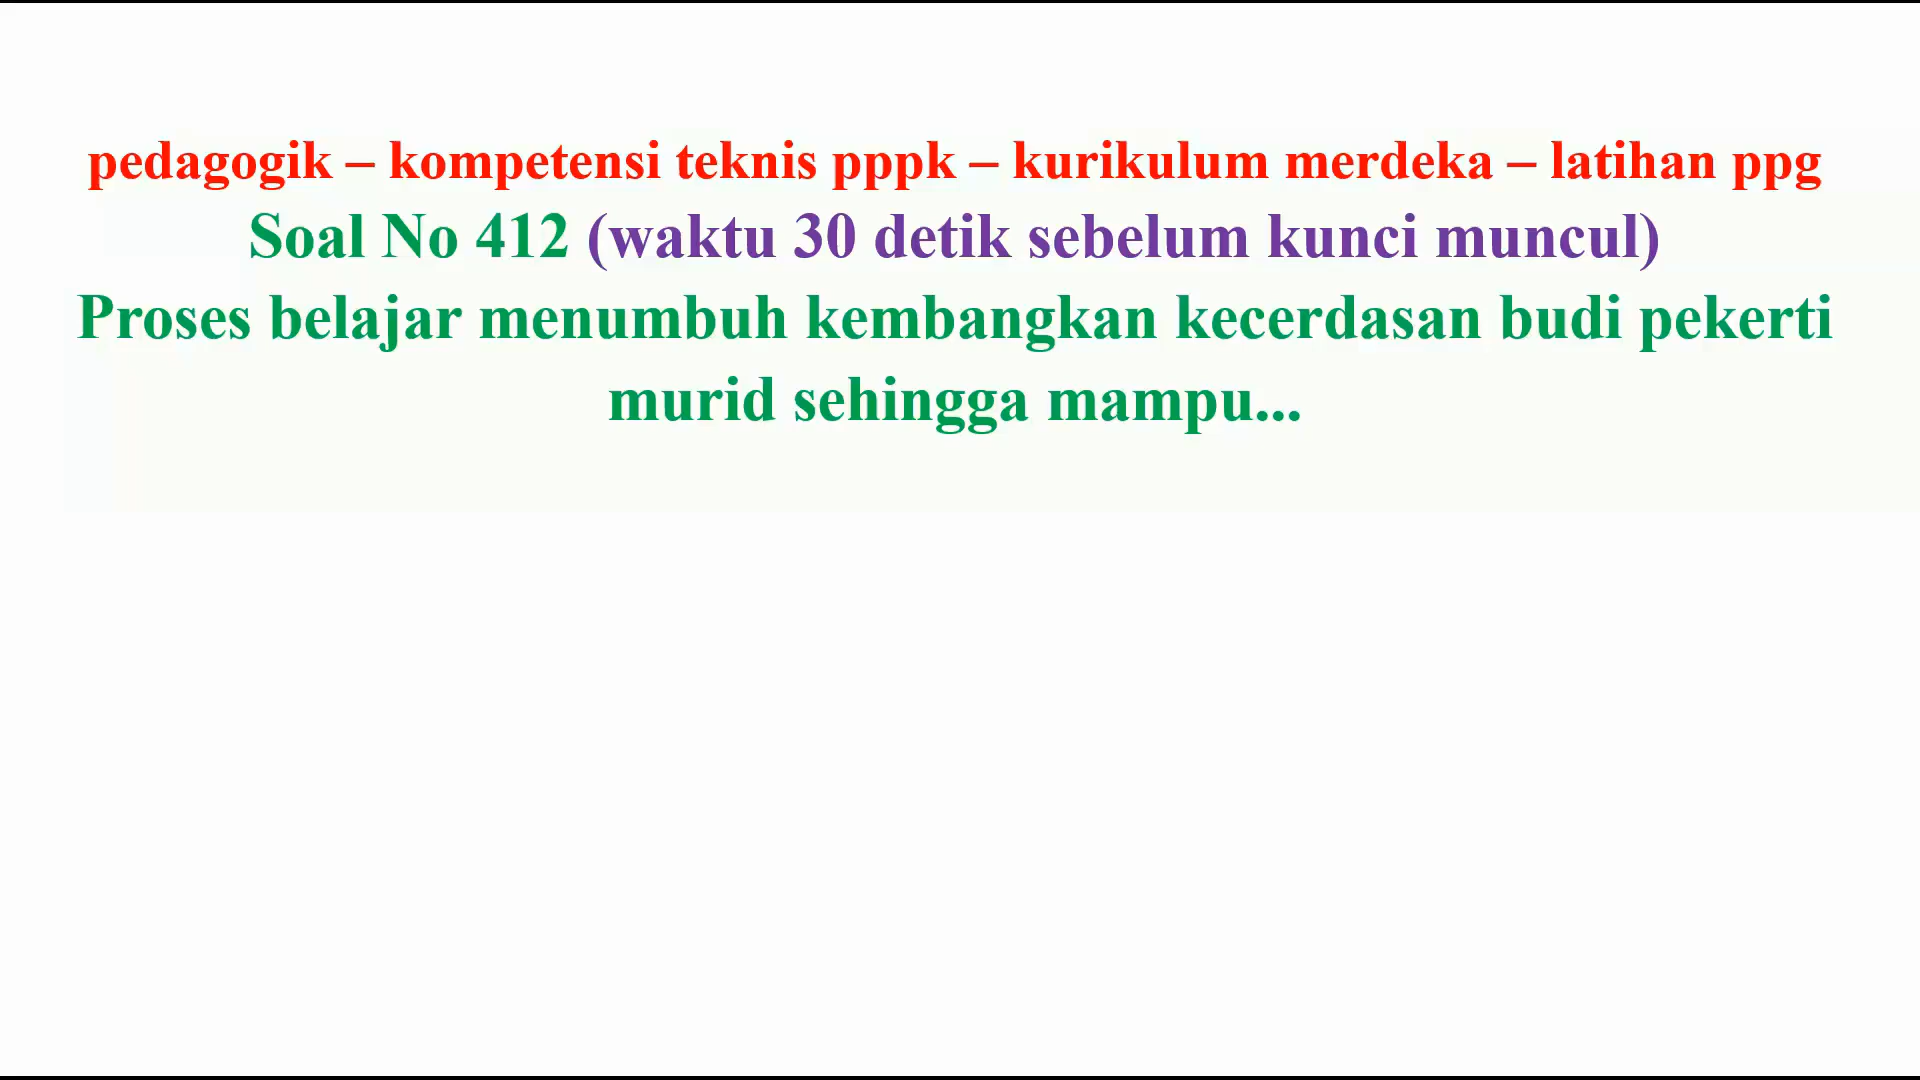 pedagogik – kompetensi teknis pppk – kurikulum merdeka – latihan ppg
Soal No 412 (waktu 30 detik sebelum kunci muncul)
Proses belajar menumbuh kembangkan kecerdasan budi pekerti
murid sehingga mampu...